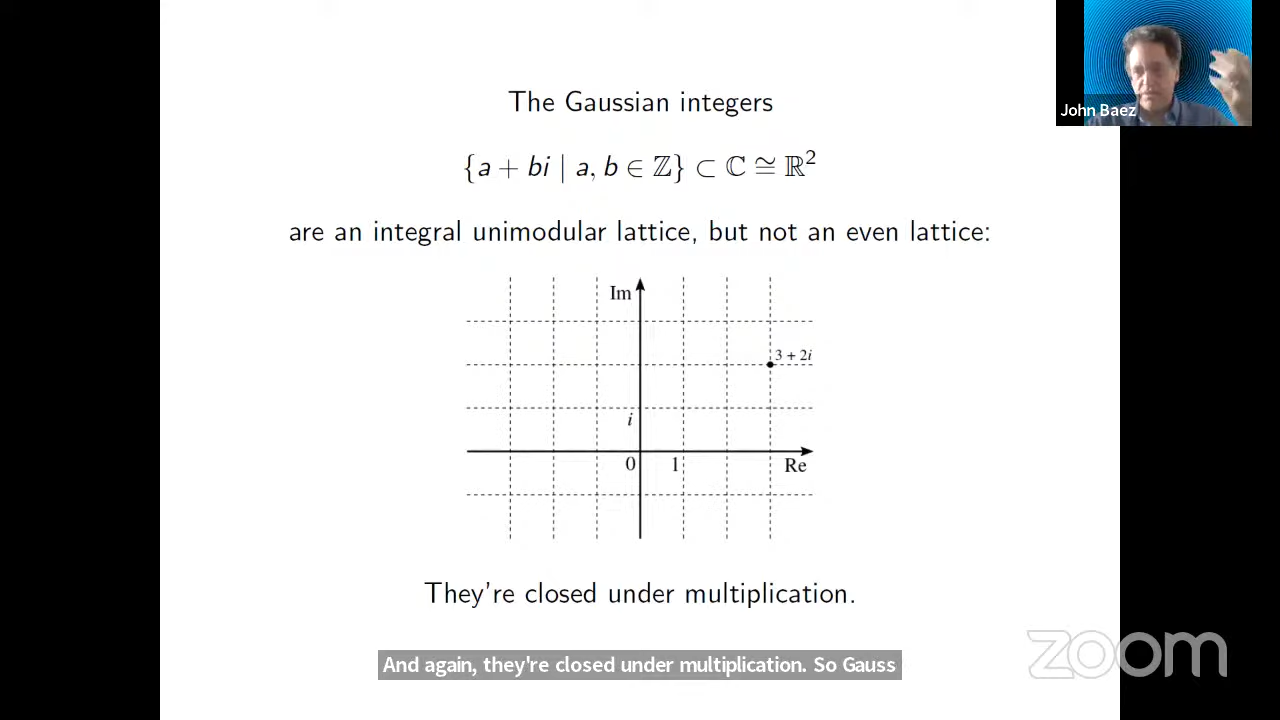 John Baez
The Gaussian integers
{a + bi | a, b ∈ ℤ} ⊂ ℂ ≅ ℝ²
are an integral unimodular lattice, but not an even lattice:
Im
3 + 2i
i
0
1
Re
They're closed under multiplication.
And again, they're closed under multiplication. So Gauss
zoom